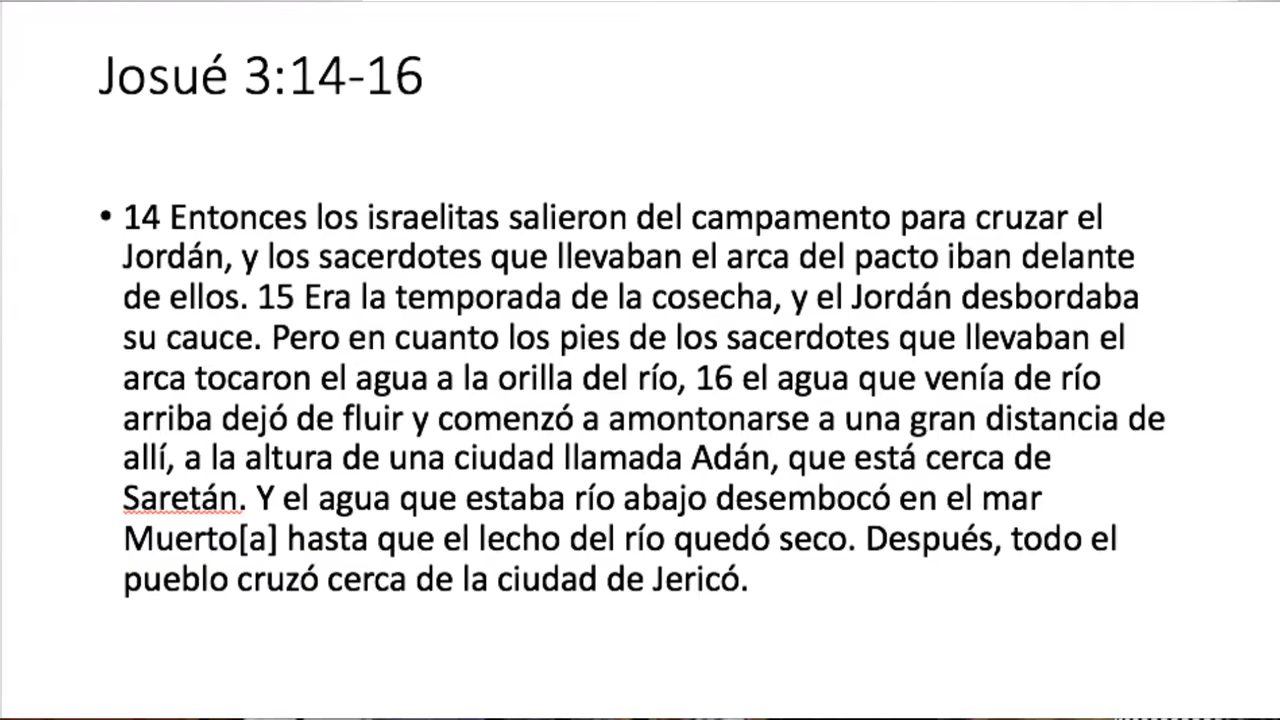 Josué 3:14-16
• 14 Entonces los israelitas salieron del campamento para cruzar el
Jordán, y los sacerdotes que llevaban el arca del pacto iban delante
de ellos. 15 Era la temporada de la cosecha, y el Jordán desbordaba
su cauce. Pero en cuanto los pies de los sacerdotes que llevaban el
arca tocaron el agua a la orilla del río, 16 el agua que venía de río
arriba dejó de fluir y comenzó a amontonarse a una gran distancia de
allí, a la altura de una ciudad llamada Adán, que está cerca de
Saretán. Y el agua que estaba río abajo desembocó en el mar
Muerto[a] hasta que el lecho del río quedó seco. Después, todo el
pueblo cruzó cerca de la ciudad de Jericó.